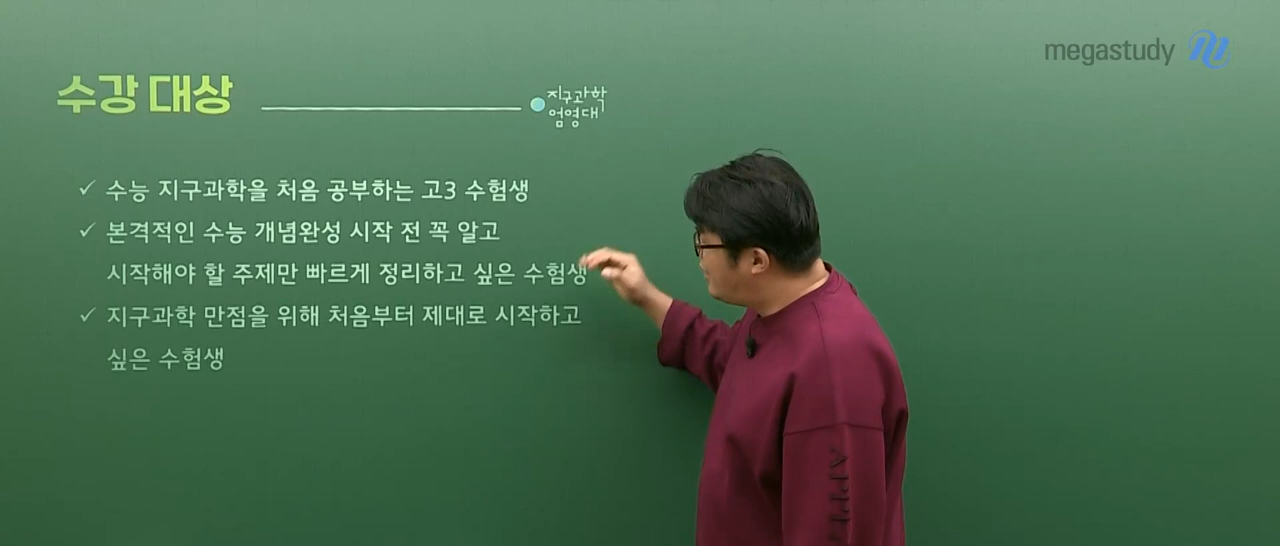 megastudy
수강 대상
지구과학
엄영대
수능 지구과학을 처음 공부하는 고3 수험생
본격적인 수능 개념완성 시작 전 꼭 알고
시작해야 할 주제만 빠르게 정리하고 싶은 수험생
지구과학 만점을 위해 처음부터 제대로 시작하고
싶은 수험생